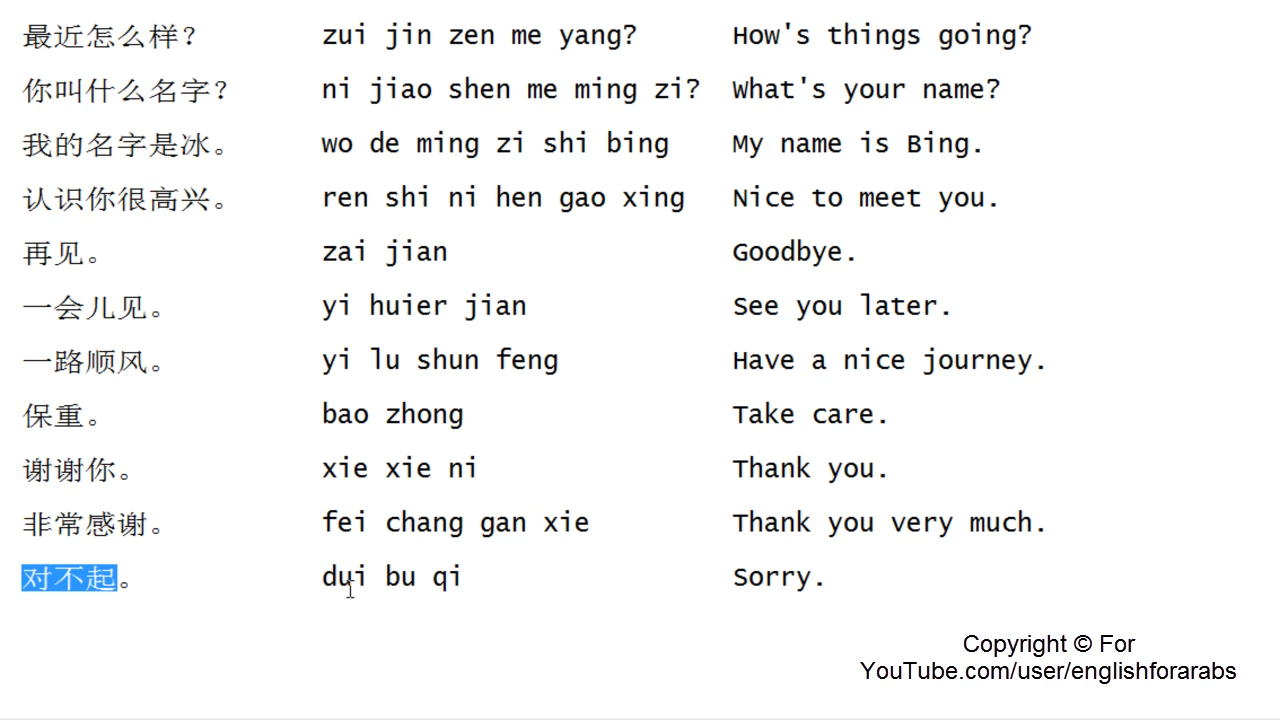 最近怎么样？ zui jin zen me yang? How's things going?
你叫什么名字？ ni jiao shen me ming zi? What's your name?
我的名字是冰。 wo de ming zi shi bing My name is Bing.
认识你很高兴。 ren shi ni hen gao xing Nice to meet you.
再见。 zai jian Goodbye.
一会儿见。 yi huier jian See you later.
一路顺风。 yi lu shun feng Have a nice journey.
保重。 bao zhong Take care.
谢谢你。 xie xie ni Thank you.
非常感谢。 fei chang gan xie Thank you very much.
对不起。 dui bu qi Sorry.
Copyright © For
YouTube.com/user/englishforarabs